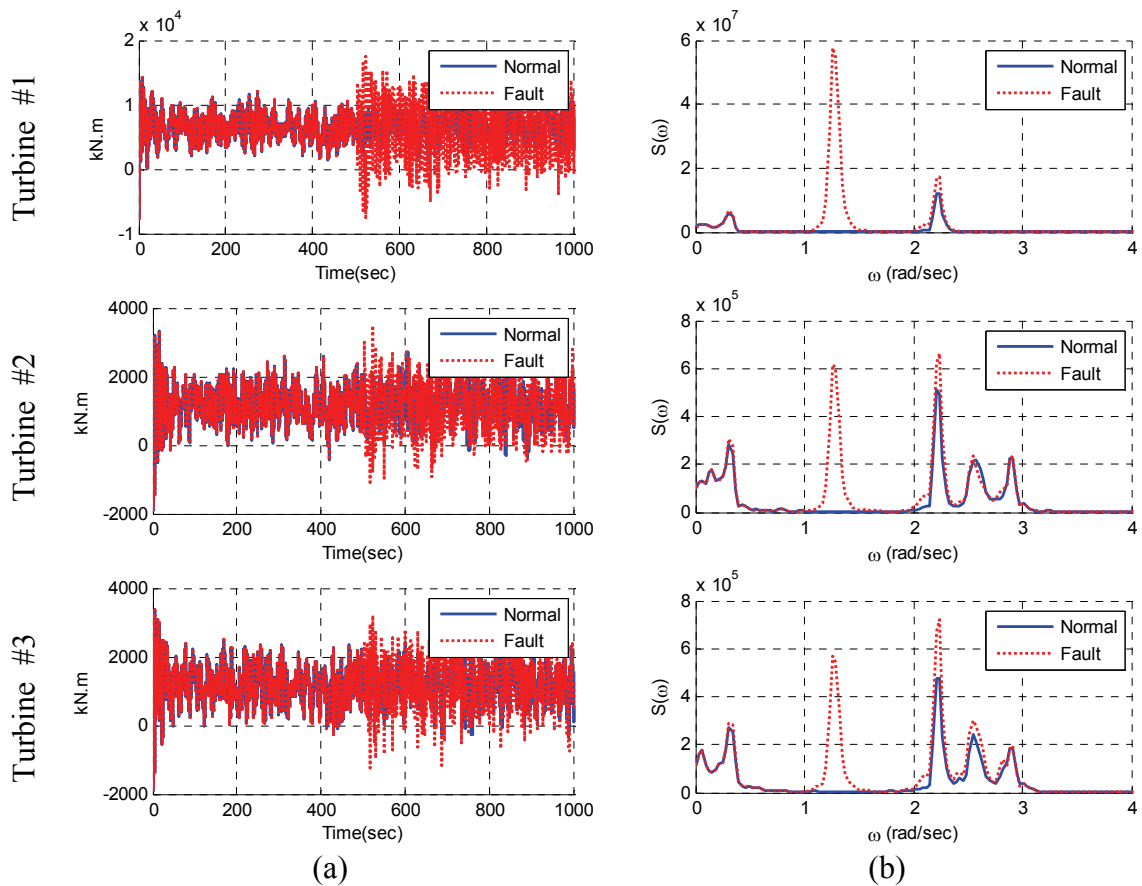 Turbine #1
x 10^4
2
1
0
-1
kN.m
0 200 400 600 800 1000
Time(sec)
Normal
Fault
x 10^7
6
4
2
0
S(ω)
0 1 2 3 4
ω (rad/sec)
Normal
Fault
Turbine #2
4000
2000
0
-2000
kN.m
0 200 400 600 800 1000
Time(sec)
Normal
Fault
x 10^5
8
6
4
2
0
S(ω)
0 1 2 3 4
ω (rad/sec)
Normal
Fault
Turbine #3
4000
2000
0
-2000
kN.m
0 200 400 600 800 1000
Time(sec)
Normal
Fault
x 10^5
8
6
4
2
0
S(ω)
0 1 2 3 4
ω (rad/sec)
Normal
Fault
(a)
(b)